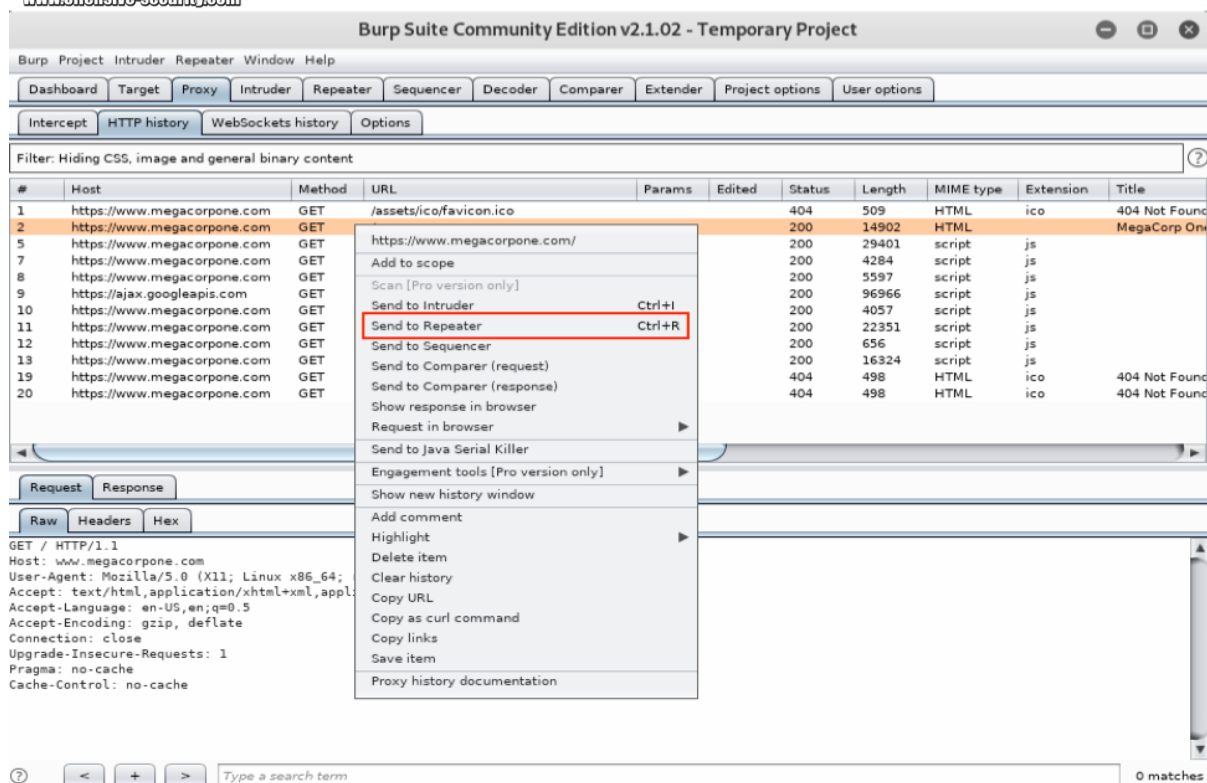 www.offensive-security.com
Burp Suite Community Edition v2.1.02 - Temporary Project
Burp Project Intruder Repeater Window Help
Dashboard Target Proxy Intruder Repeater Sequencer Decoder Comparer Extender Project options User options
Intercept HTTP history WebSockets history Options
Filter: Hiding CSS, image and general binary content
# Host Method URL Params Edited Status Length MIME type Extension Title
1 https://www.megacorpone.com GET /assets/ico/favicon.ico 404 509 HTML ico 404 Not Found
2 https://www.megacorpone.com GET 200 14902 HTML MegaCorp One
5 https://www.megacorpone.com GET 200 29401 script js
7 https://www.megacorpone.com GET 200 4284 script js
8 https://www.megacorpone.com GET 200 5597 script js
9 https://ajax.googleapis.com GET 200 96966 script js
10 https://www.megacorpone.com GET 200 4057 script js
11 https://www.megacorpone.com GET 200 22351 script js
12 https://www.megacorpone.com GET 200 656 script js
13 https://www.megacorpone.com GET 200 16324 script js
19 https://www.megacorpone.com GET 404 498 HTML ico 404 Not Found
20 https://www.megacorpone.com GET 404 498 HTML ico 404 Not Found
https://www.megacorpone.com/
Add to scope
Scan [Pro version only]
Send to Intruder Ctrl+I
Send to Repeater Ctrl+R
Send to Sequencer
Send to Comparer (request)
Send to Comparer (response)
Show response in browser
Request in browser
Send to Java Serial Killer
Engagement tools [Pro version only]
Show new history window
Add comment
Highlight
Delete item
Clear history
Copy URL
Copy as curl command
Copy links
Save item
Proxy history documentation
Request Response
Raw Headers Hex
GET / HTTP/1.1
Host: www.megacorpone.com
User-Agent: Mozilla/5.0 (X11; Linux x86_64;
Accept: text/html,application/xhtml+xml,appl
Accept-Language: en-US,en;q=0.5
Accept-Encoding: gzip, deflate
Connection: close
Upgrade-Insecure-Requests: 1
Pragma: no-cache
Cache-Control: no-cache
? < + > Type a search term 0 matches